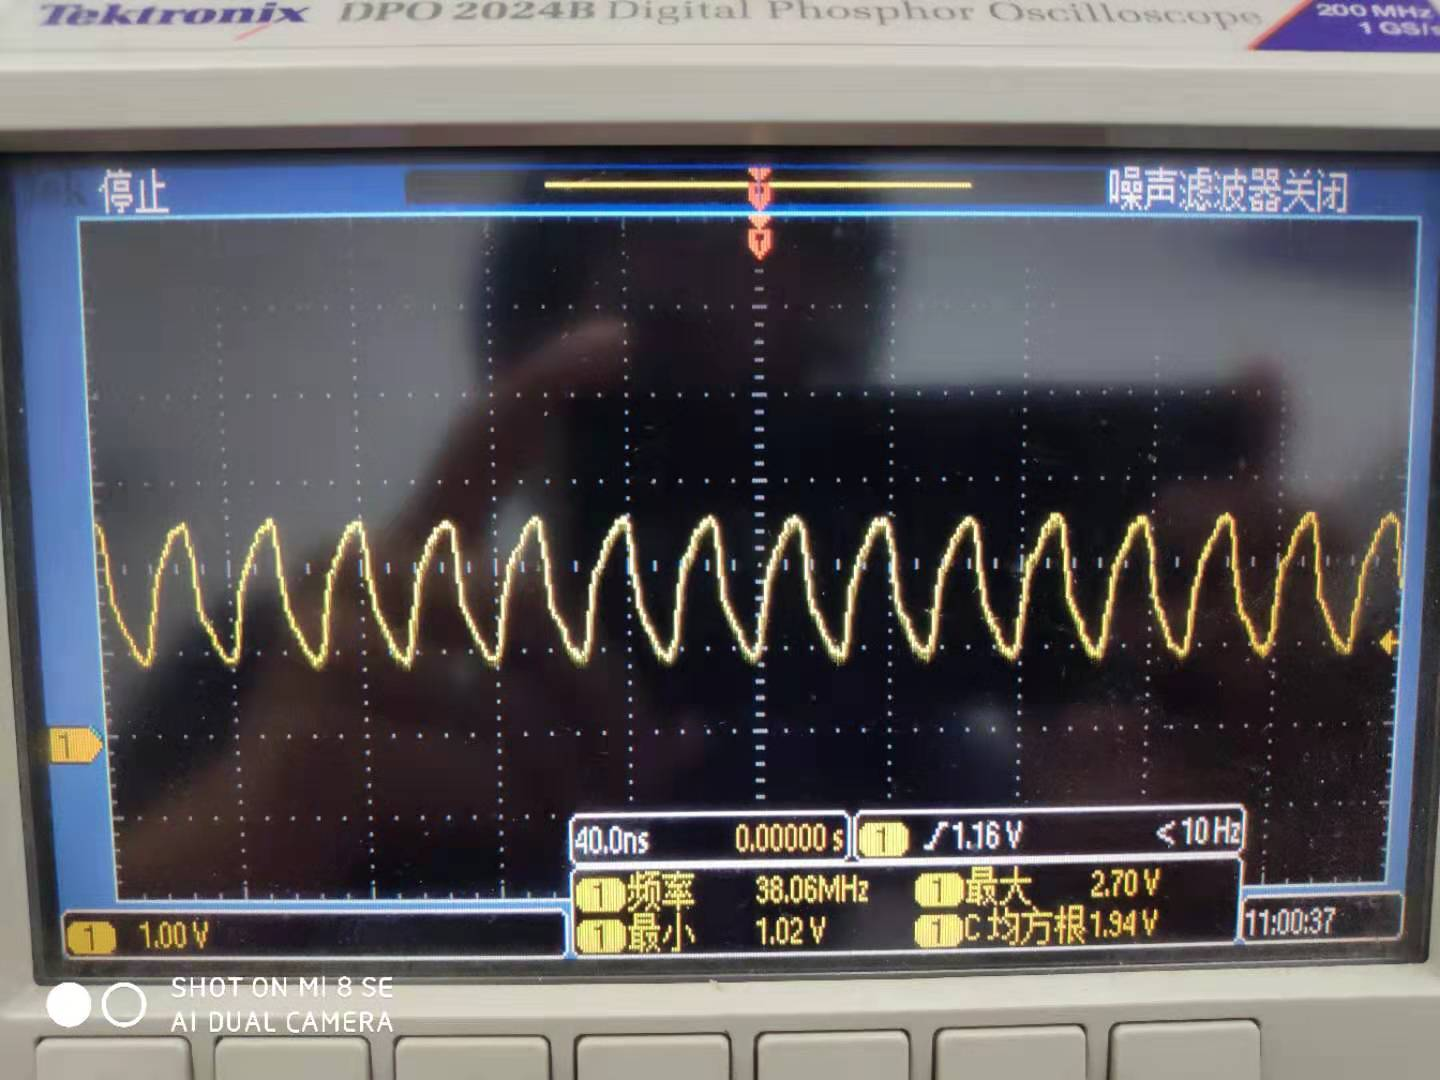 Tektronix DPO 2024B Digital Phosphor Oscilloscope
200 MHz
1 GS/s
停止
噪声滤波器关闭
T
T
1
40.0ns 0.00000 s
1 1.16 V < 10 Hz
1 频率 38.06MHz 1 最大 2.70 V
1 最小 1.02 V 1 C 均方根 1.94 V
1 1.00 V
11:00:37
SHOT ON MI 8 SE
AI DUAL CAMERA